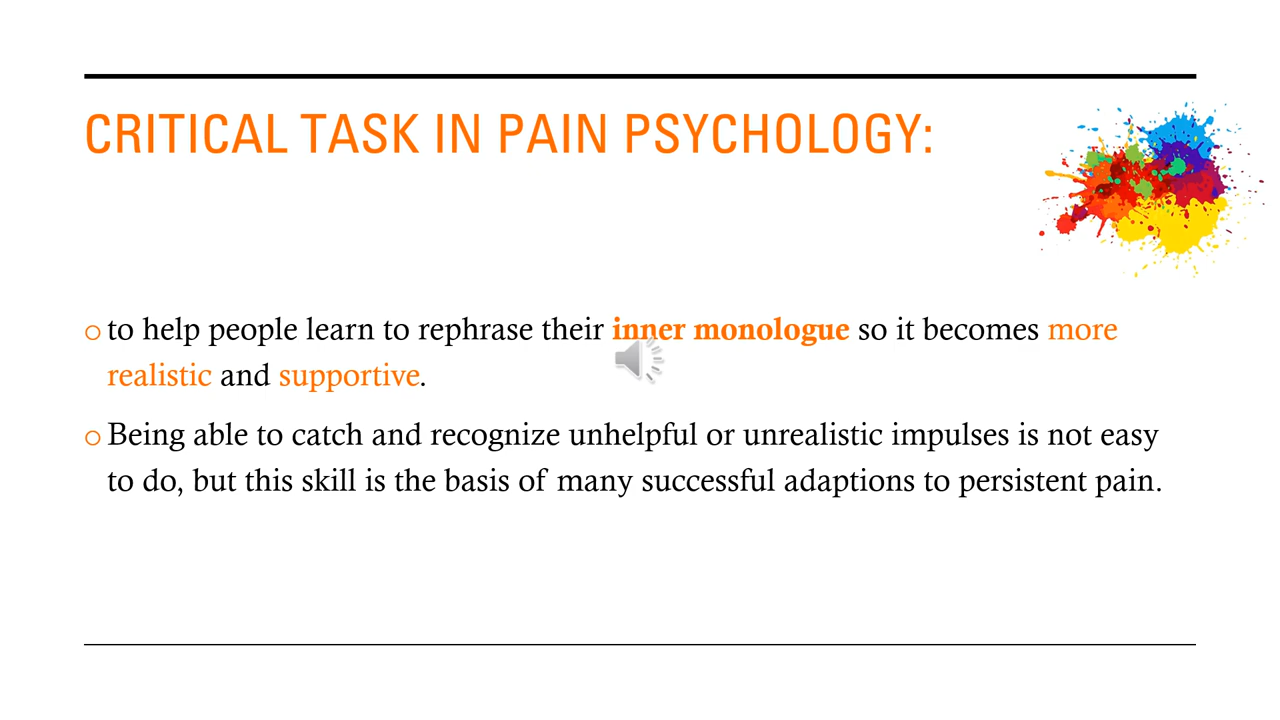 CRITICAL TASK IN PAIN PSYCHOLOGY:
to help people learn to rephrase their inner monologue so it becomes more
realistic and supportive.
Being able to catch and recognize unhelpful or unrealistic impulses is not easy
to do, but this skill is the basis of many successful adaptions to persistent pain.